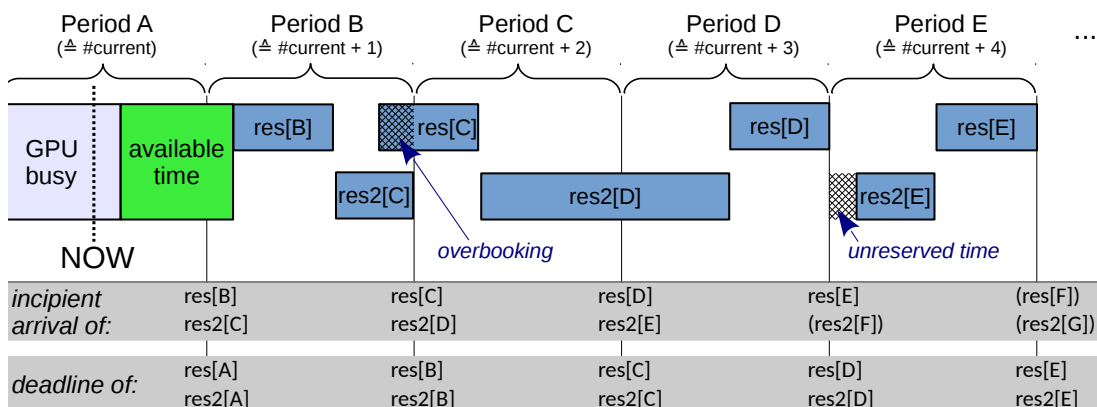 Period A Period B Period C Period D Period E ...
(≙ #current) (≙ #current + 1) (≙ #current + 2) (≙ #current + 3) (≙ #current + 4)
GPU busy
available time
res[B] res[C] res[D] res[E]
res2[C] res2[D] res2[E]
NOW
overbooking unreserved time
incipient res[B] res[C] res[D] res[E] (res[F])
arrival of: res2[C] res2[D] res2[E] (res2[F]) (res2[G])
deadline of: res[A] res[B] res[C] res[D] res[E]
res2[A] res2[B] res2[C] res2[D] res2[E]